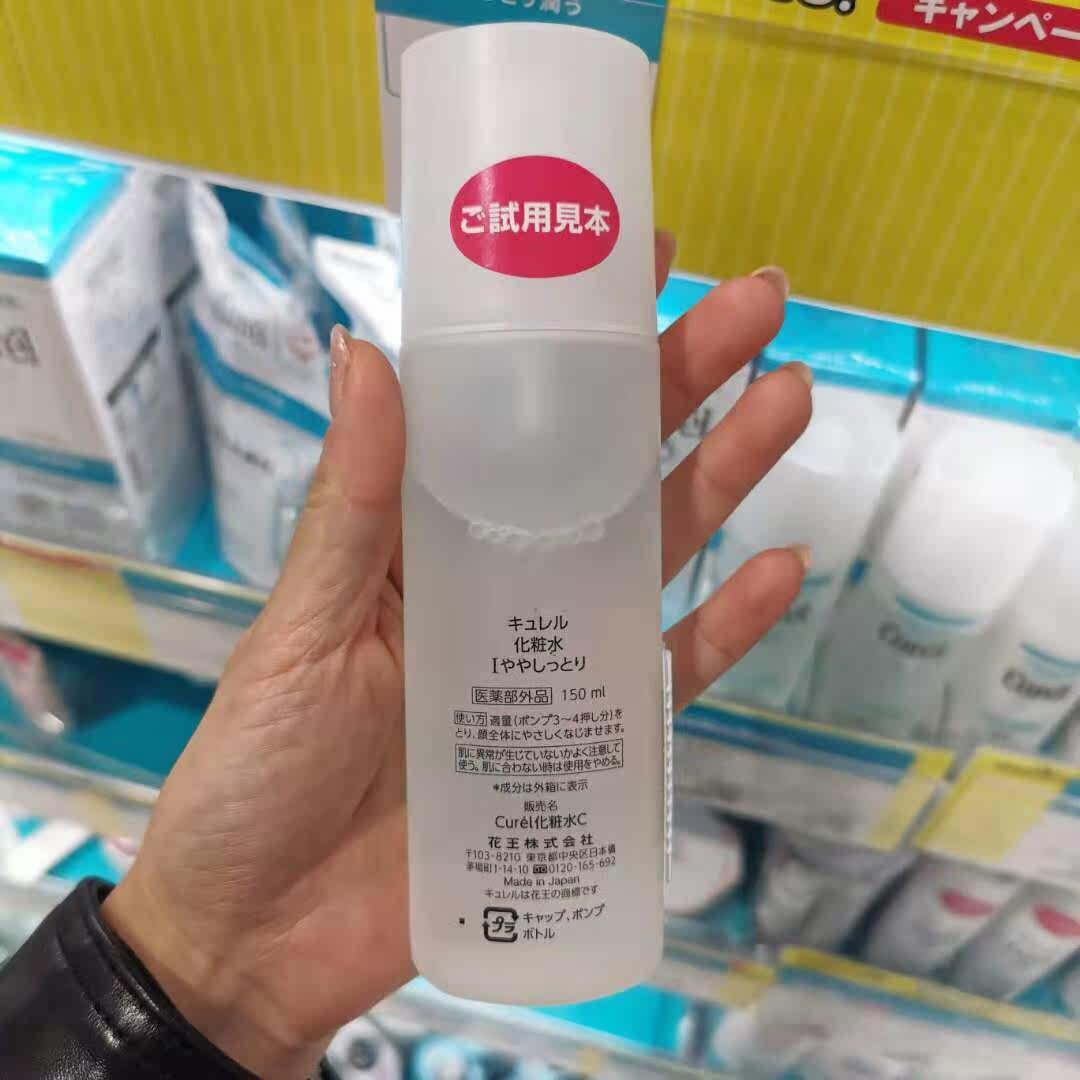 とり潤う
キャンペー
ご試用見本
キュレル
化粧水
Iややしっとり
医薬部外品 150 ml
使い方 適量(ポンプ3〜4押し分)を
とり、顔全体にやさしくなじませます。
肌に異常が生じていないかよく注意して
使う。肌に合わない時は使用をやめる。
*成分は外箱に表示
販売名
Curél化粧水C
花王株式会社
〒103-8210 東京都中央区日本橋
茅場町1-14-10 0120-165-692
Made in Japan
キュレルは花王の商標です
プラ キャップ、ポンプ
ボトル
Curél
Curél